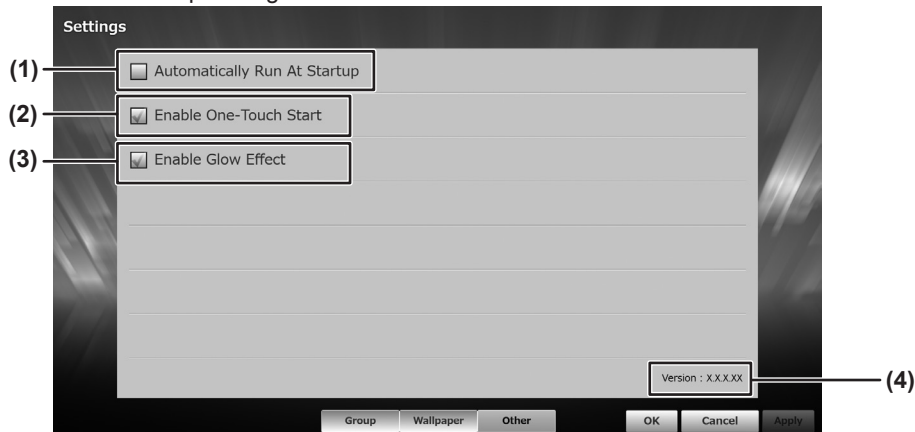 Settings
(1) Automatically Run At Startup
(2) Enable One-Touch Start
(3) Enable Glow Effect
Version : X.X.X.XX (4)
Group Wallpaper Other OK Cancel Apply